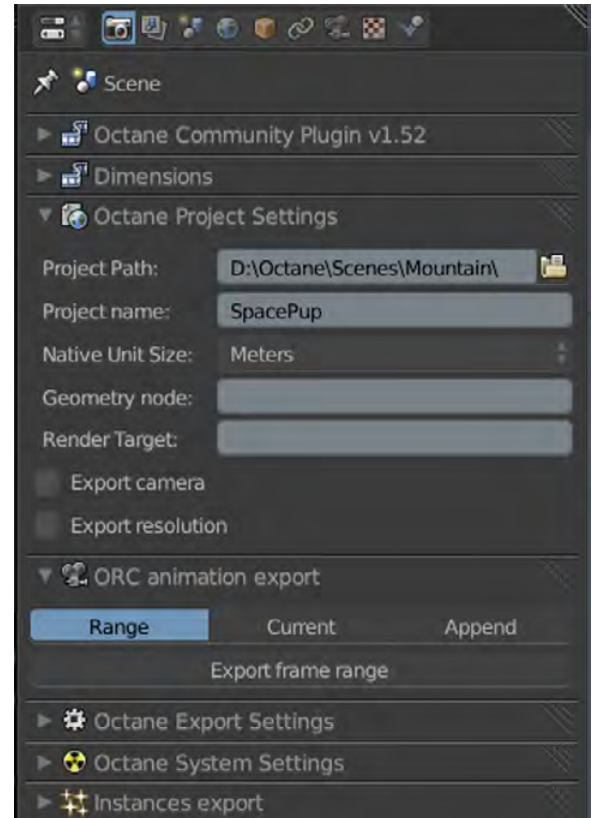 Scene
Octane Community Plugin v1.52
Dimensions
Octane Project Settings
Project Path: D:\Octane\Scenes\Mountain\
Project name: SpacePup
Native Unit Size: Meters
Geometry node:
Render Target:
Export camera
Export resolution
ORC animation export
Range Current Append
Export frame range
Octane Export Settings
Octane System Settings
Instances export